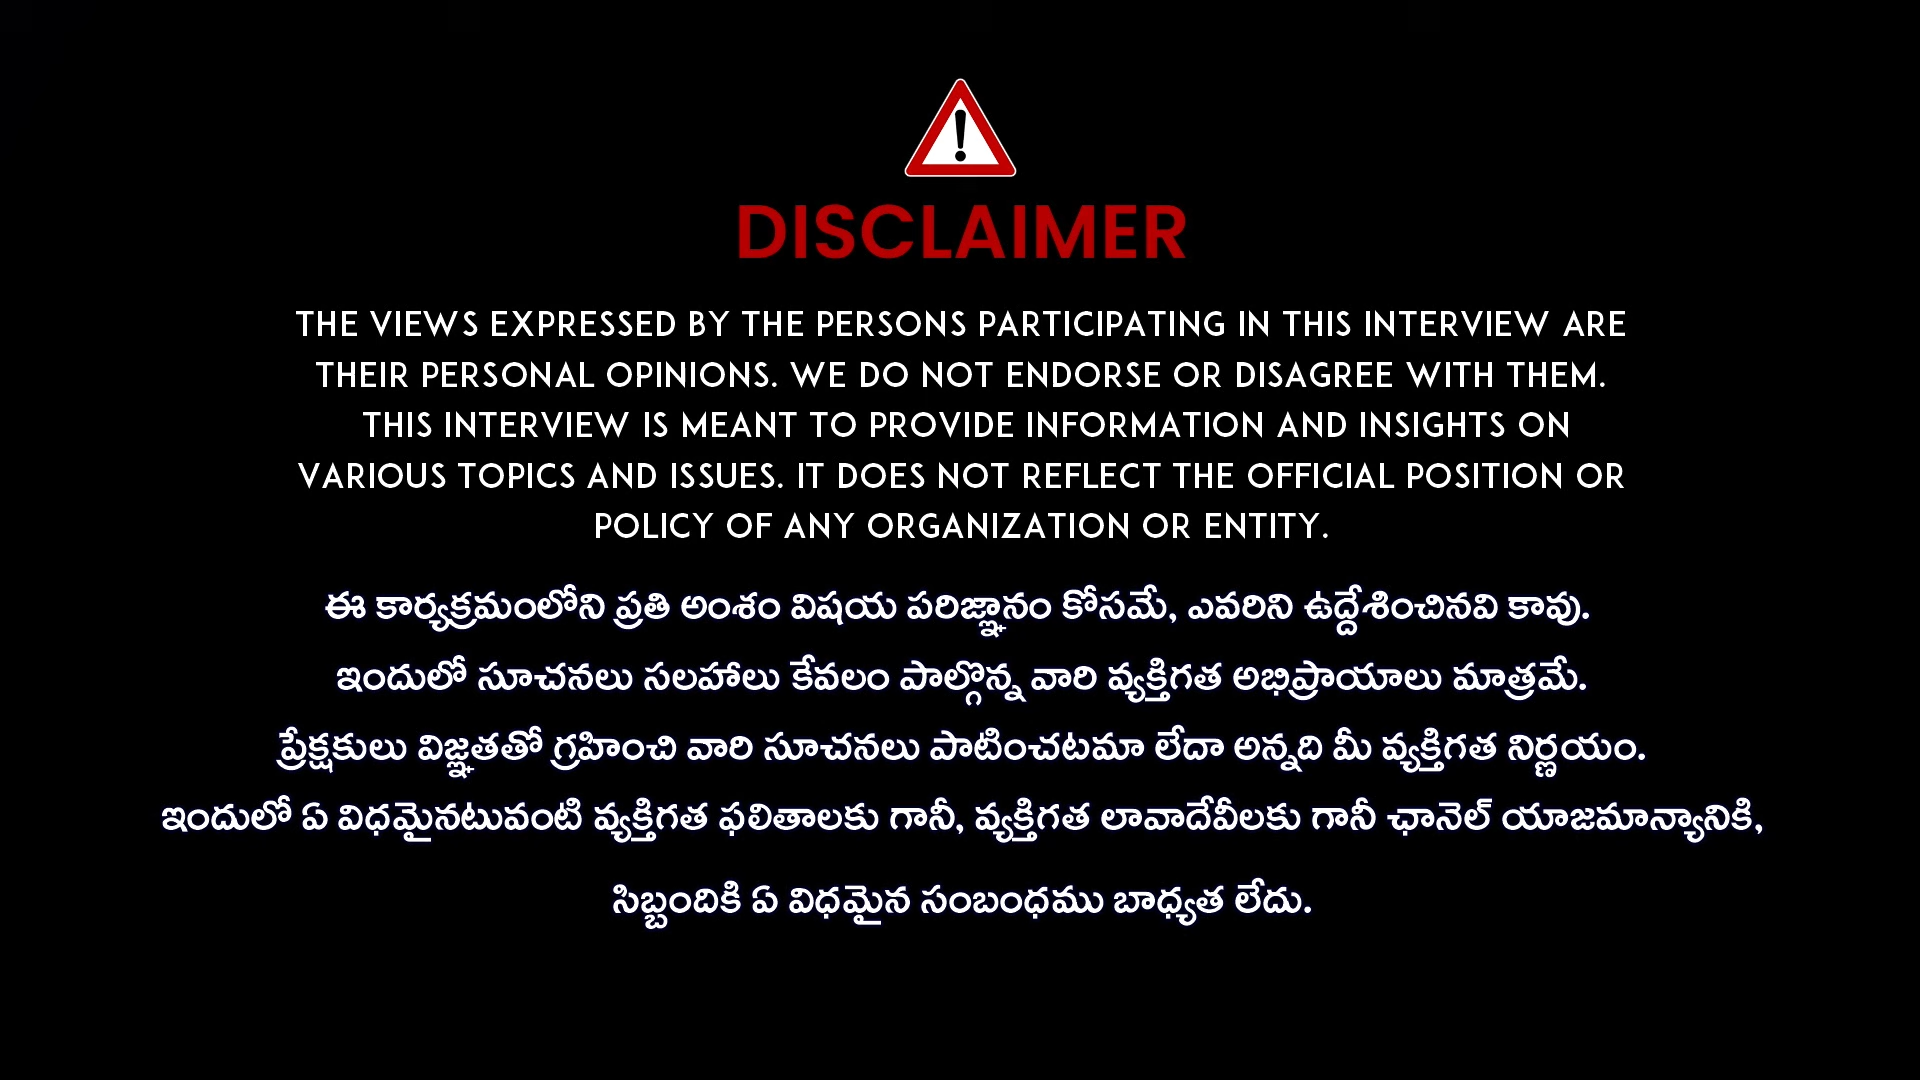 DISCLAIMER
THE VIEWS EXPRESSED BY THE PERSONS PARTICIPATING IN THIS INTERVIEW ARE
THEIR PERSONAL OPINIONS. WE DO NOT ENDORSE OR DISAGREE WITH THEM.
THIS INTERVIEW IS MEANT TO PROVIDE INFORMATION AND INSIGHTS ON
VARIOUS TOPICS AND ISSUES. IT DOES NOT REFLECT THE OFFICIAL POSITION OR
POLICY OF ANY ORGANIZATION OR ENTITY.
ఈ కార్యక్రమంలోని ప్రతి అంశం విషయ పరిజ్ఞానం కోసమే, ఎవరిని ఉద్దేశించినవి కావు.
ఇందులో సూచనలు సలహాలు కేవలం పాల్గొన్న వారి వ్యక్తిగత అభిప్రాయాలు మాత్రమే.
ప్రేక్షకులు విజ్ఞతతో గ్రహించి వారి సూచనలు పాటించటమా లేదా అన్నది మీ వ్యక్తిగత నిర్ణయం.
ఇందులో ఏ విధమైనటువంటి వ్యక్తిగత ఫలితాలకు గానీ, వ్యక్తిగత లావాదేవీలకు గానీ ఛానెల్ యాజమాన్యానికి,
సిబ్బందికి ఏ విధమైన సంబంధము బాధ్యత లేదు.